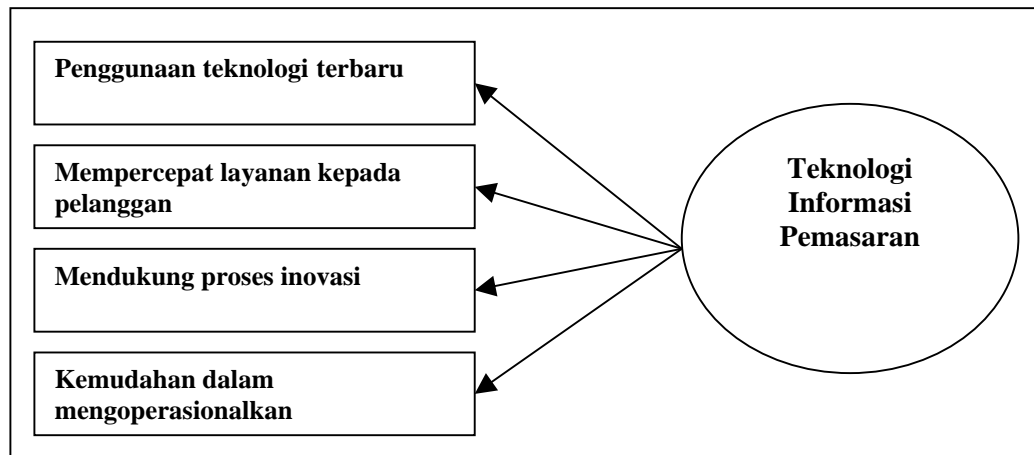 Penggunaan teknologi terbaru
Mempercepat layanan kepada
pelanggan
Mendukung proses inovasi
Kemudahan dalam
mengoperasionalkan
Teknologi
Informasi
Pemasaran